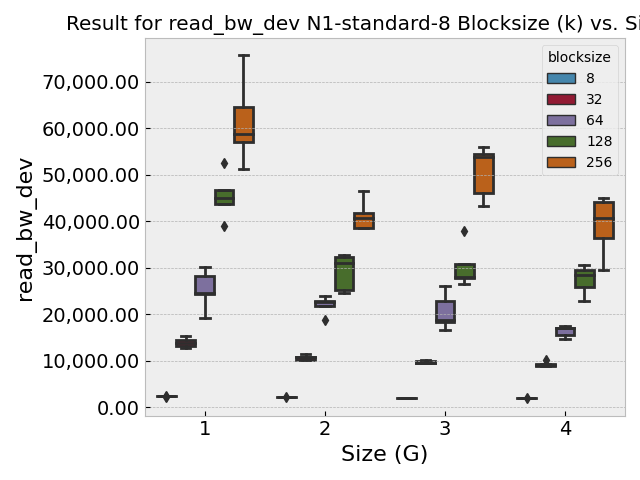 Result for read_bw_dev N1-standard-8 Blocksize (k) vs. Si
blocksize
8
32
64
128
256
70,000.00
60,000.00
50,000.00
40,000.00
30,000.00
20,000.00
10,000.00
0.00
read_bw_dev
1 2 3 4
Size (G)